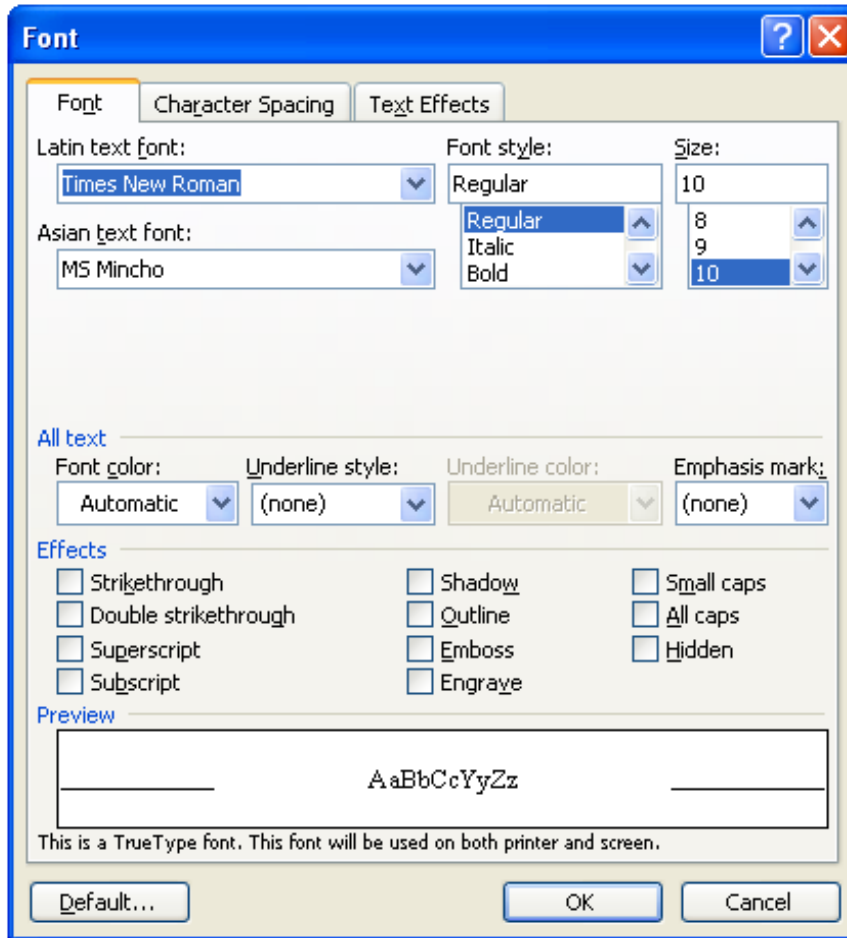 Font
Font Character Spacing Text Effects
Latin text font: Font style: Size:
Times New Roman Regular 10
Regular 8
Asian text font: Italic 9
MS Mincho Bold 10
All text
Font color: Underline style: Underline color: Emphasis mark:
Automatic (none) Automatic (none)
Effects
Strikethrough Shadow Small caps
Double strikethrough Outline All caps
Superscript Emboss Hidden
Subscript Engrave
Preview
AaBbCcYyZz
This is a TrueType font. This font will be used on both printer and screen.
Default... OK Cancel